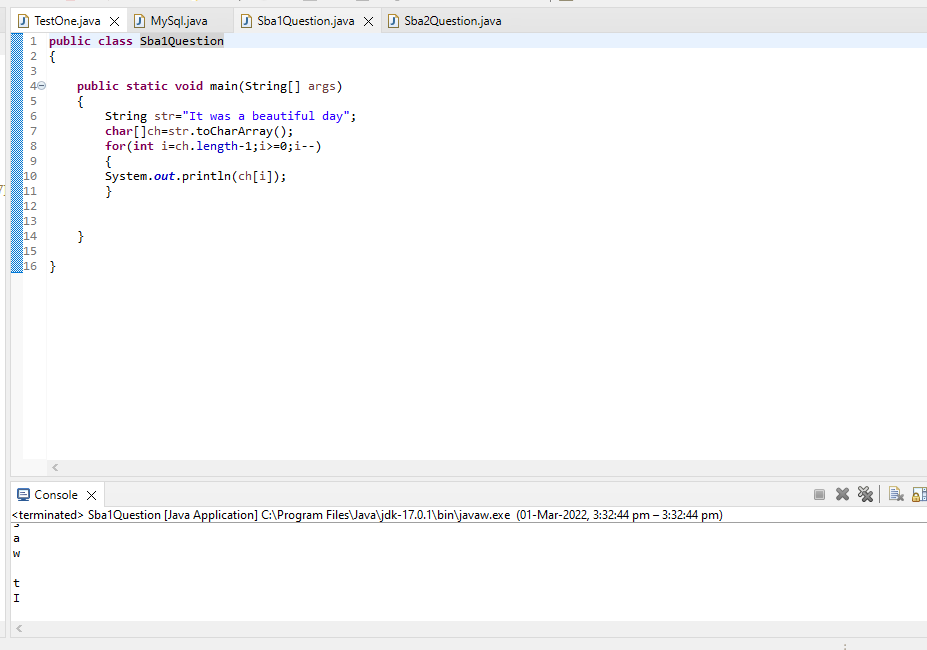 TestOne.java
MySql.java
Sba1Question.java
Sba2Question.java
1 public class Sba1Question
2 {
3
4 public static void main(String[] args)
5 {
6 String str="It was a beautiful day";
7 char[]ch=str.toCharArray();
8 for(int i=ch.length-1;i>=0;i--)
9 {
10 System.out.println(ch[i]);
11 }
12
13
14 }
15
16 }
Console
<terminated> Sba1Question [Java Application] C:\Program Files\Java\jdk-17.0.1\bin\javaw.exe (01-Mar-2022, 3:32:44 pm – 3:32:44 pm)
a
w
t
I